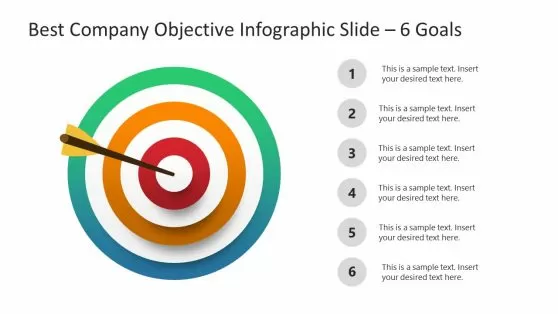 Best Company Objective Infographic Slide – 6 Goals
1
This is a sample text. Insert
your desired text here.
2
This is a sample text. Insert
your desired text here.
3
This is a sample text. Insert
your desired text here.
4
This is a sample text. Insert
your desired text here.
5
This is a sample text. Insert
your desired text here.
6
This is a sample text. Insert
your desired text here.